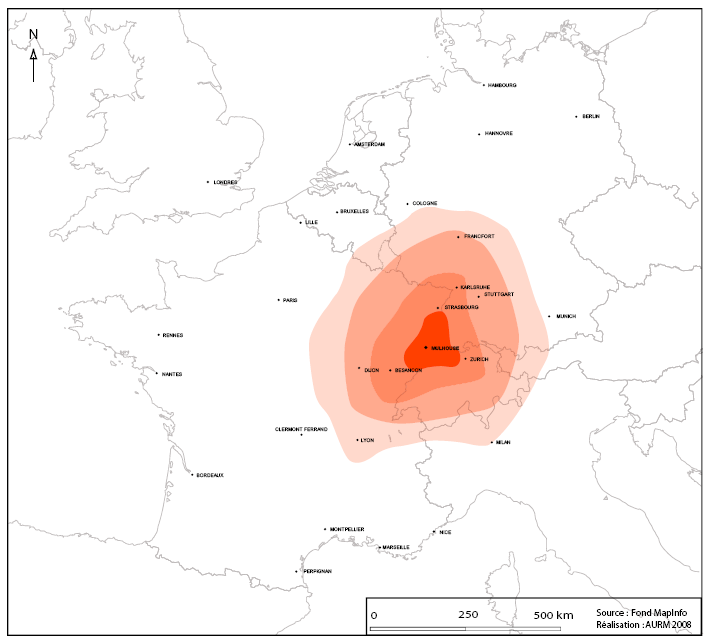 N
HAMBOURG
BERLIN
HANNOVRE
AMSTERDAM
LONDRES
COLOGNE
BRUXELLES
LILLE
FRANCFORT
KARLSRUHE
STUTTGART
PARIS
STRASBOURG
MUNICH
RENNES
MULHOUSE
ZURICH
DIJON
BESANCON
NANTES
CLERMONT FERRAND
LYON
MILAN
BORDEAUX
MONTPELLIER
NICE
MARSEILLE
PERPIGNAN
0 250 500 km
Source : Fond MapInfo
Réalisation : AURM 2008